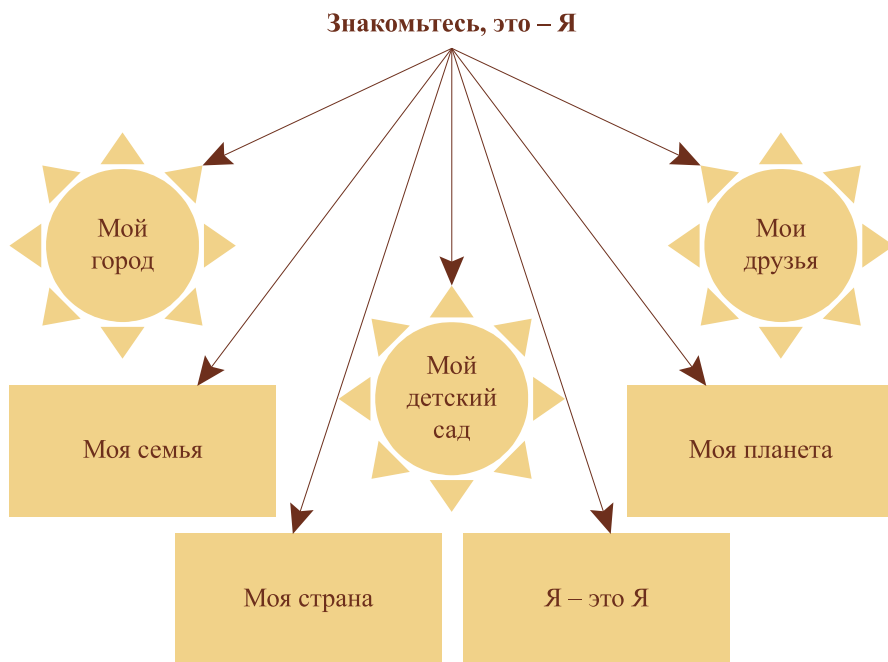 Знакомьтесь, это – Я
Мой
город
Мои
друзья
Мой
детский
сад
Моя семья
Моя планета
Моя страна
Я – это Я